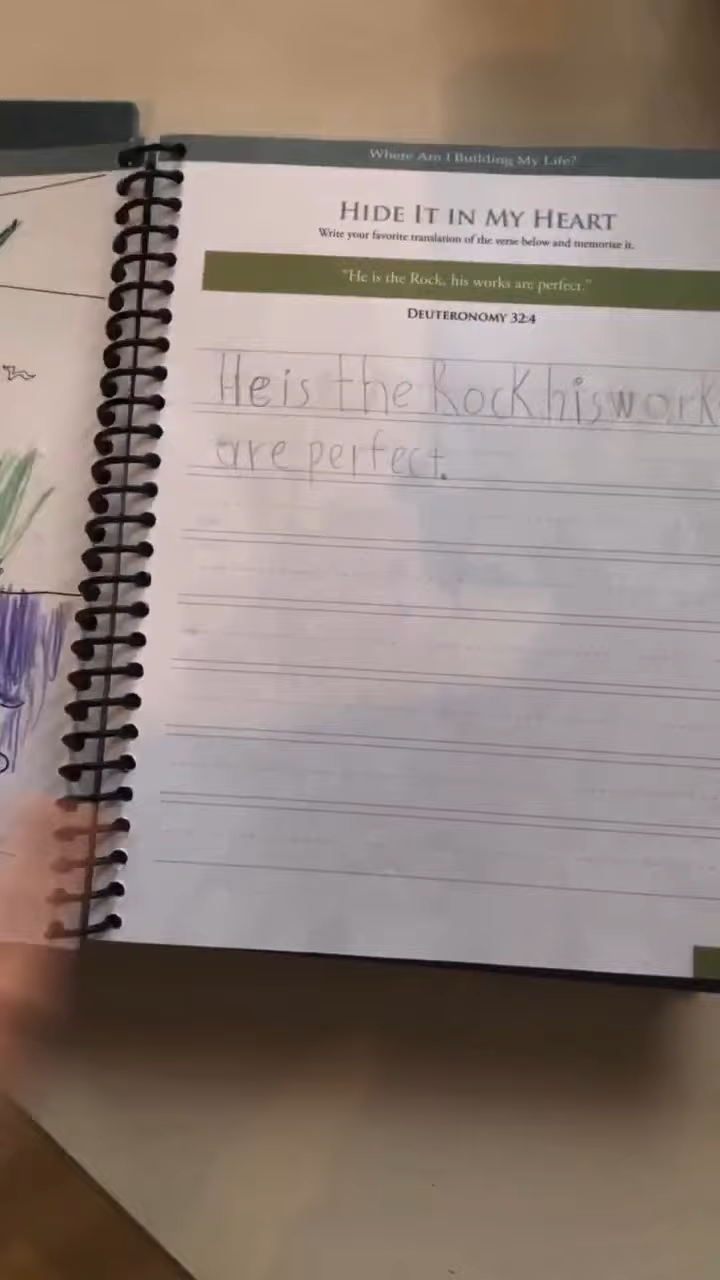 Where Am I Building My Life?
HIDE IT IN MY HEART
Write your favorite translation of the verse below and memorize it.
"He is the Rock, his works are perfect."
DEUTERONOMY 32:4
He is the Rock his work
are perfect.